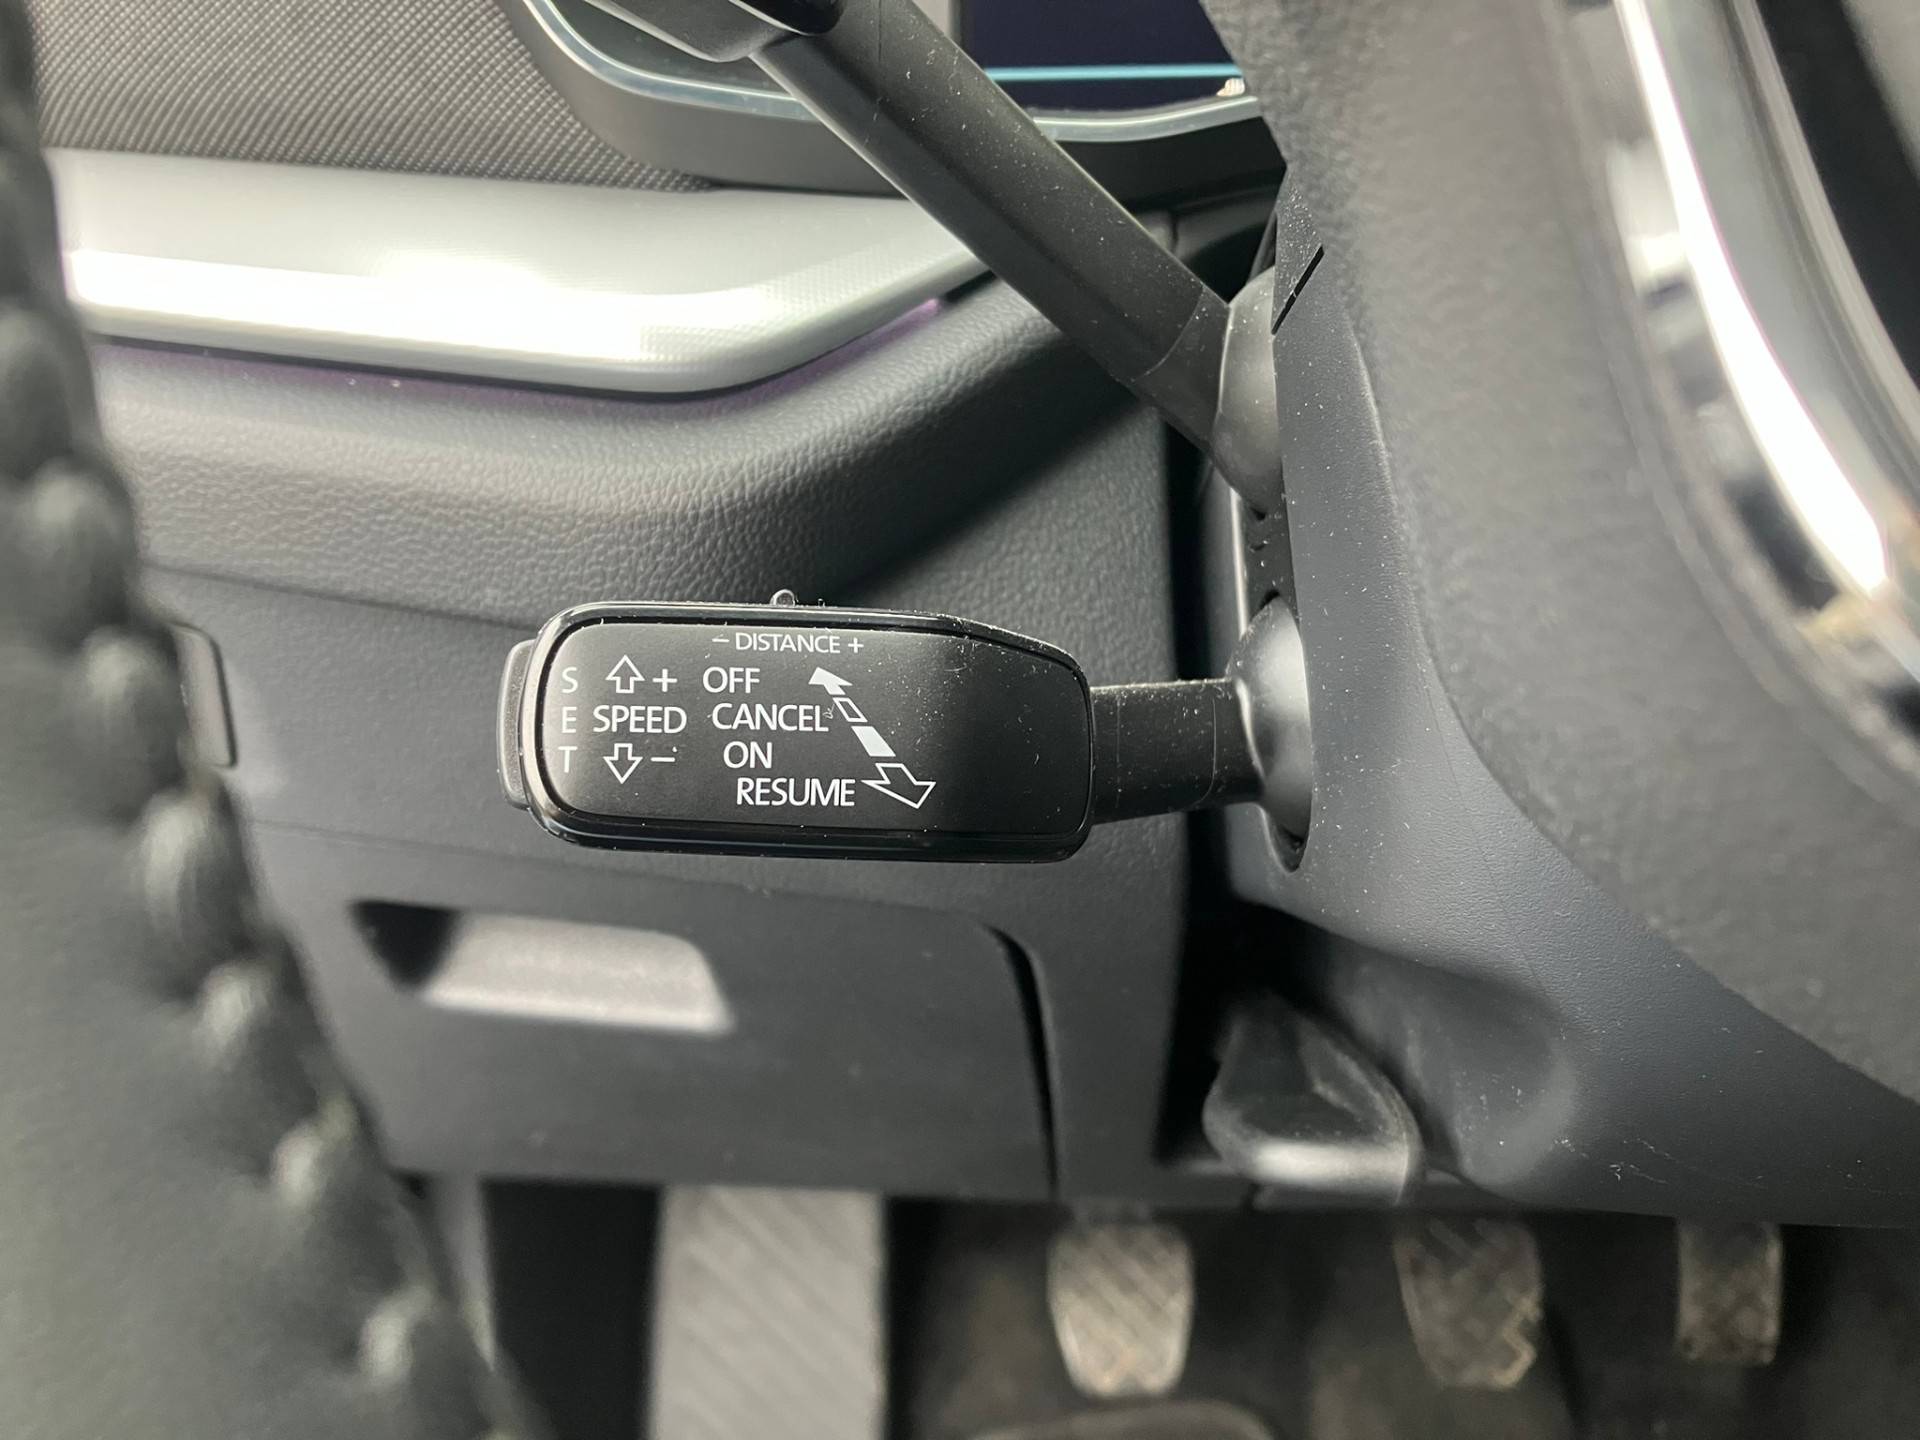 − DISTANCE +
S + OFF
E SPEED CANCEL
T − ON
RESUME